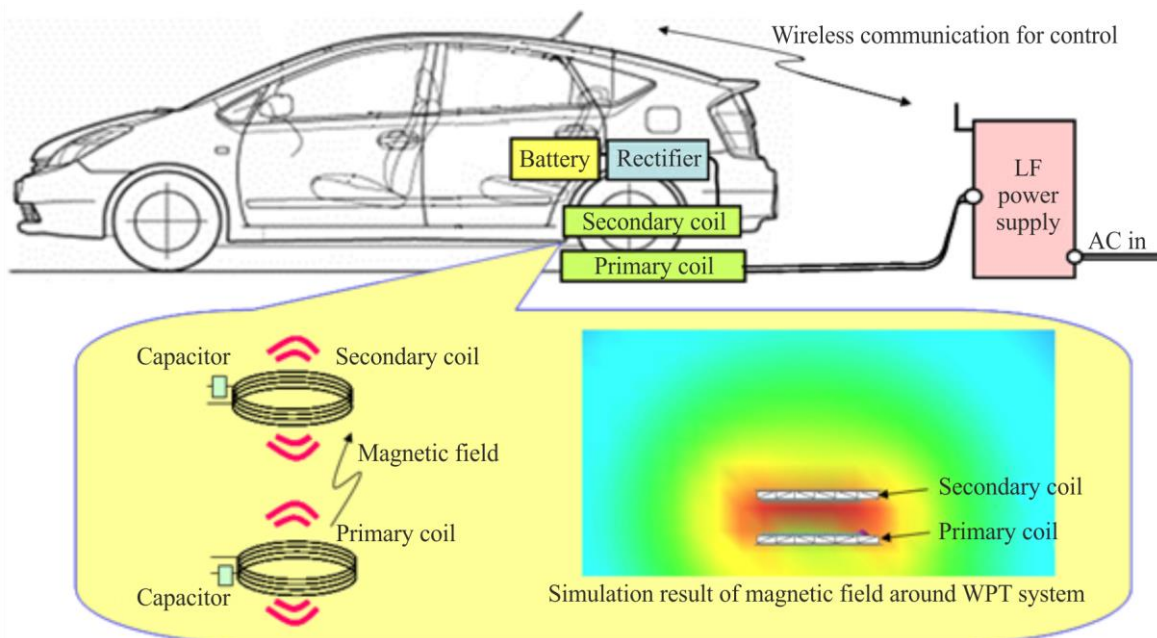 Wireless communication for control
Battery
Rectifier
LF
power
supply
Secondary coil
AC in
Primary coil
Capacitor
Secondary coil
Magnetic field
Secondary coil
Primary coil
Primary coil
Capacitor
Simulation result of magnetic field around WPT system